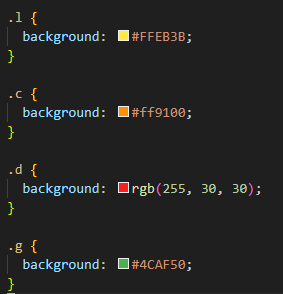 .l {
  background: #FFEB3B;
}

.c {
  background: #ff9100;
}

.d {
  background: rgb(255, 30, 30);
}

.g {
  background: #4CAF50;
}